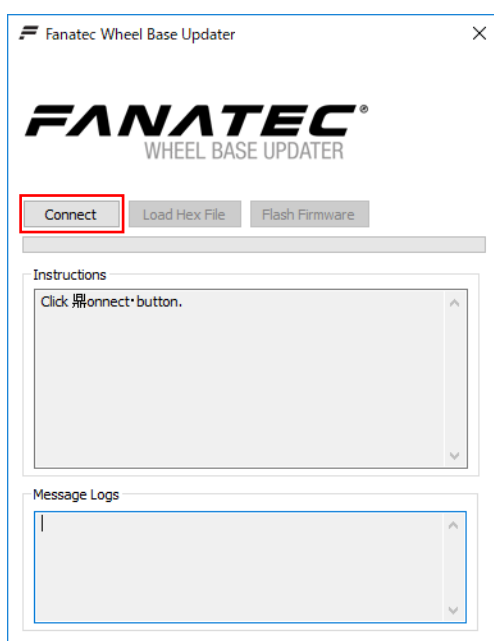 Fanatec Wheel Base Updater
FANATEC®
WHEEL BASE UPDATER
Connect Load Hex File Flash Firmware
Instructions
Click 鼎onnect･button.
Message Logs